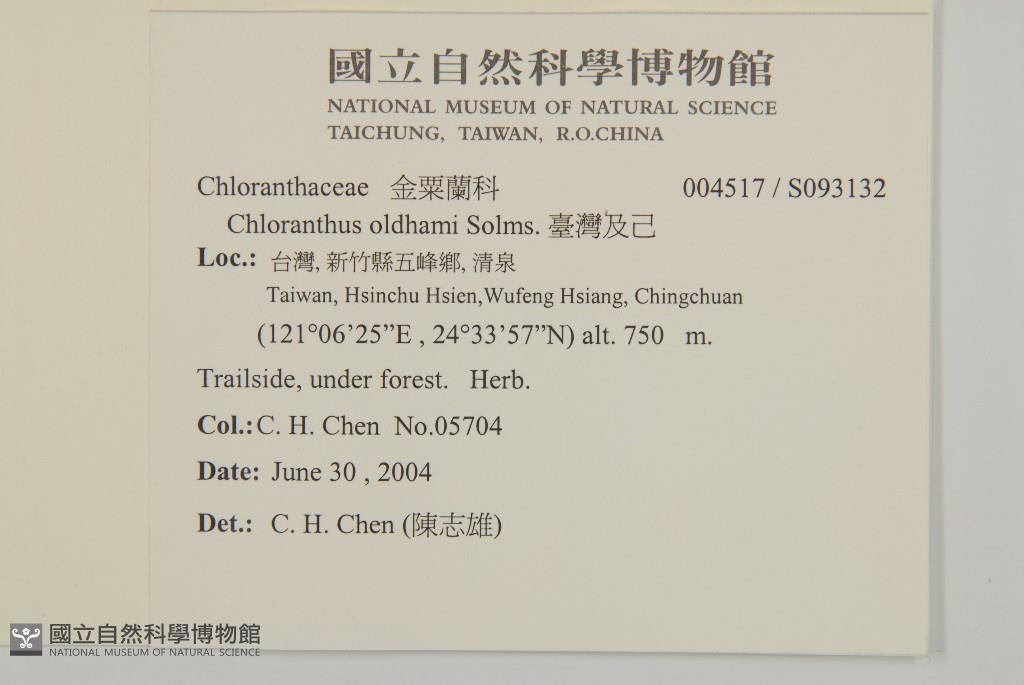 國立自然科學博物館
NATIONAL MUSEUM OF NATURAL SCIENCE
TAICHUNG, TAIWAN, R.O.CHINA
Chloranthaceae 金粟蘭科 004517 / S093132
Chloranthus oldhami Solms. 臺灣及己
Loc.: 台灣, 新竹縣五峰鄉, 清泉
Taiwan, Hsinchu Hsien,Wufeng Hsiang, Chingchuan
(121°06’25”E , 24°33’57”N) alt. 750 m.
Trailside, under forest. Herb.
Col.: C. H. Chen No.05704
Date: June 30 , 2004
Det.: C. H. Chen (陳志雄)
國立自然科學博物館
NATIONAL MUSEUM OF NATURAL SCIENCE